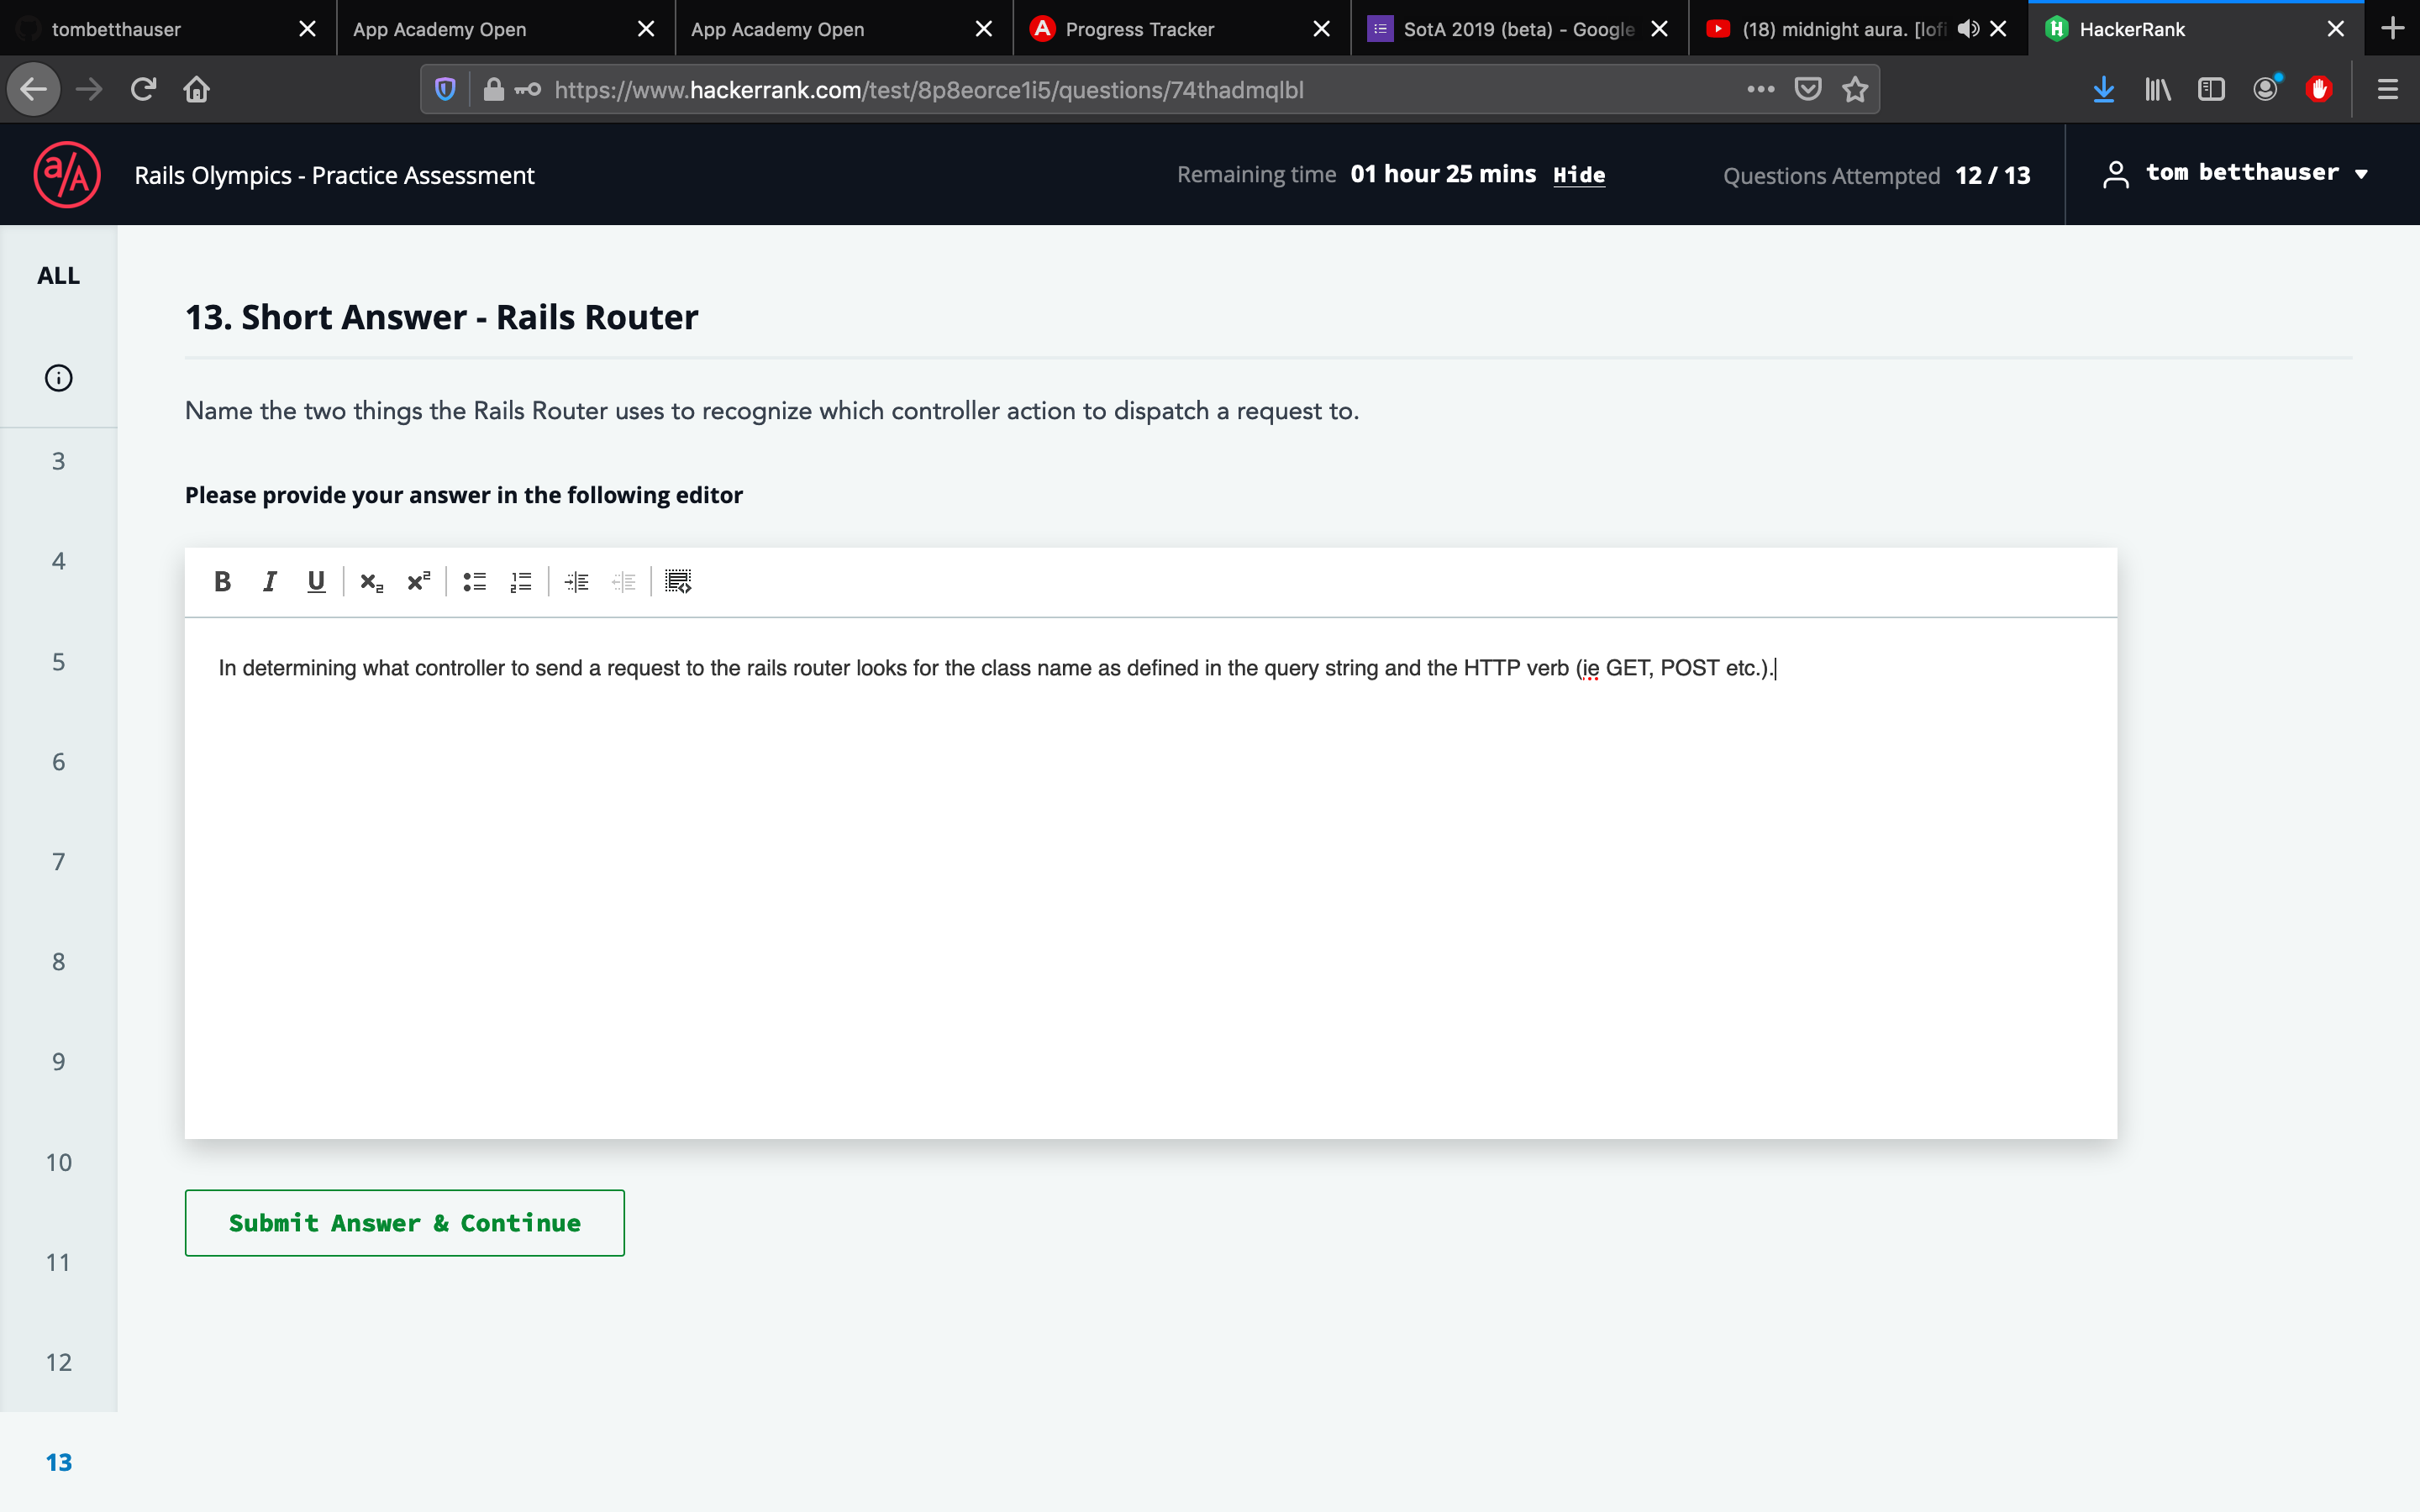 tombetthauser
App Academy Open
App Academy Open
A Progress Tracker
SotA 2019 (beta) - Google
(18) midnight aura. [lofi
HackerRank
https://www.hackerrank.com/test/8p8eorce1i5/questions/74thadmqlbl
a/A
Rails Olympics - Practice Assessment
Remaining time 01 hour 25 mins Hide
Questions Attempted 12 / 13
tom betthauser
ALL
3
4
5
6
7
8
9
10
11
12
13
13. Short Answer - Rails Router
Name the two things the Rails Router uses to recognize which controller action to dispatch a request to.
Please provide your answer in the following editor
B I U x2 x2
In determining what controller to send a request to the rails router looks for the class name as defined in the query string and the HTTP verb (ie GET, POST etc.).
Submit Answer & Continue